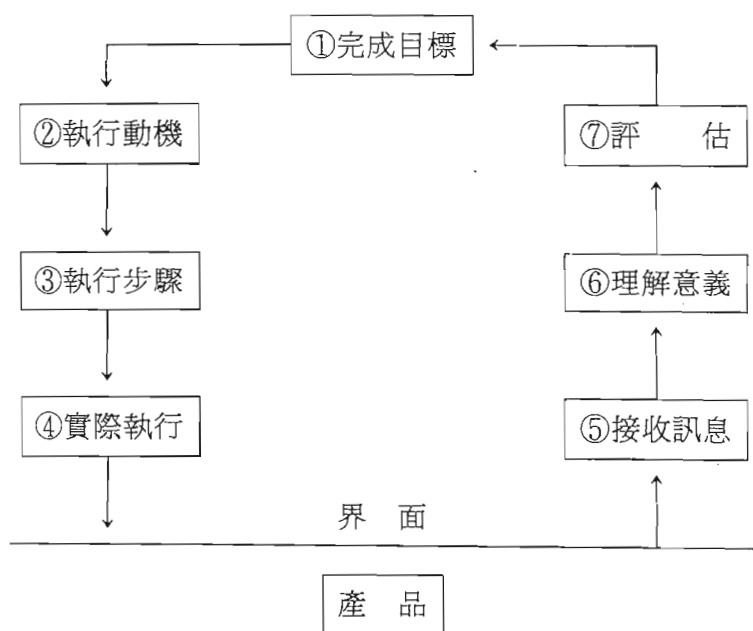 ①完成目標
②執行動機
③執行步驟
④實際執行
⑤接收訊息
⑥理解意義
⑦評 估
界 面
產 品